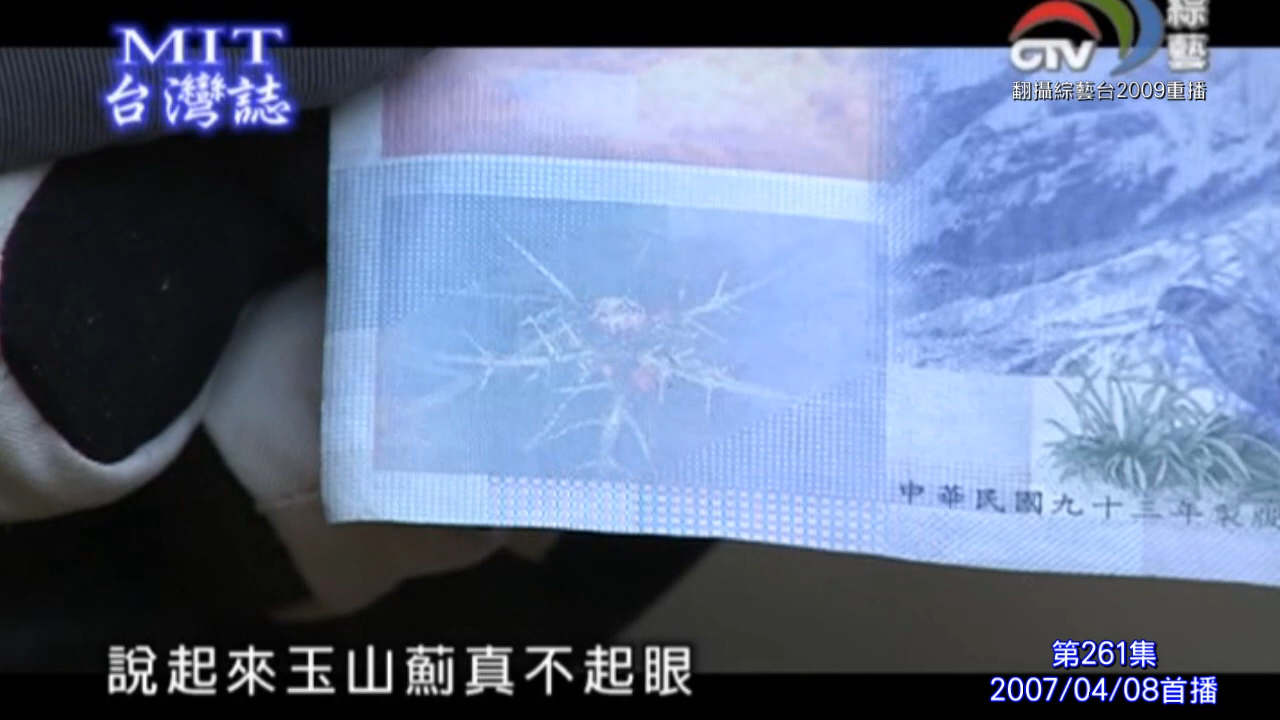 MIT
台灣誌
CTV
綜藝
翻攝綜藝台2009重播
中華民國九十三年製版
說起來玉山薊真不起眼
第261集
2007/04/08首播